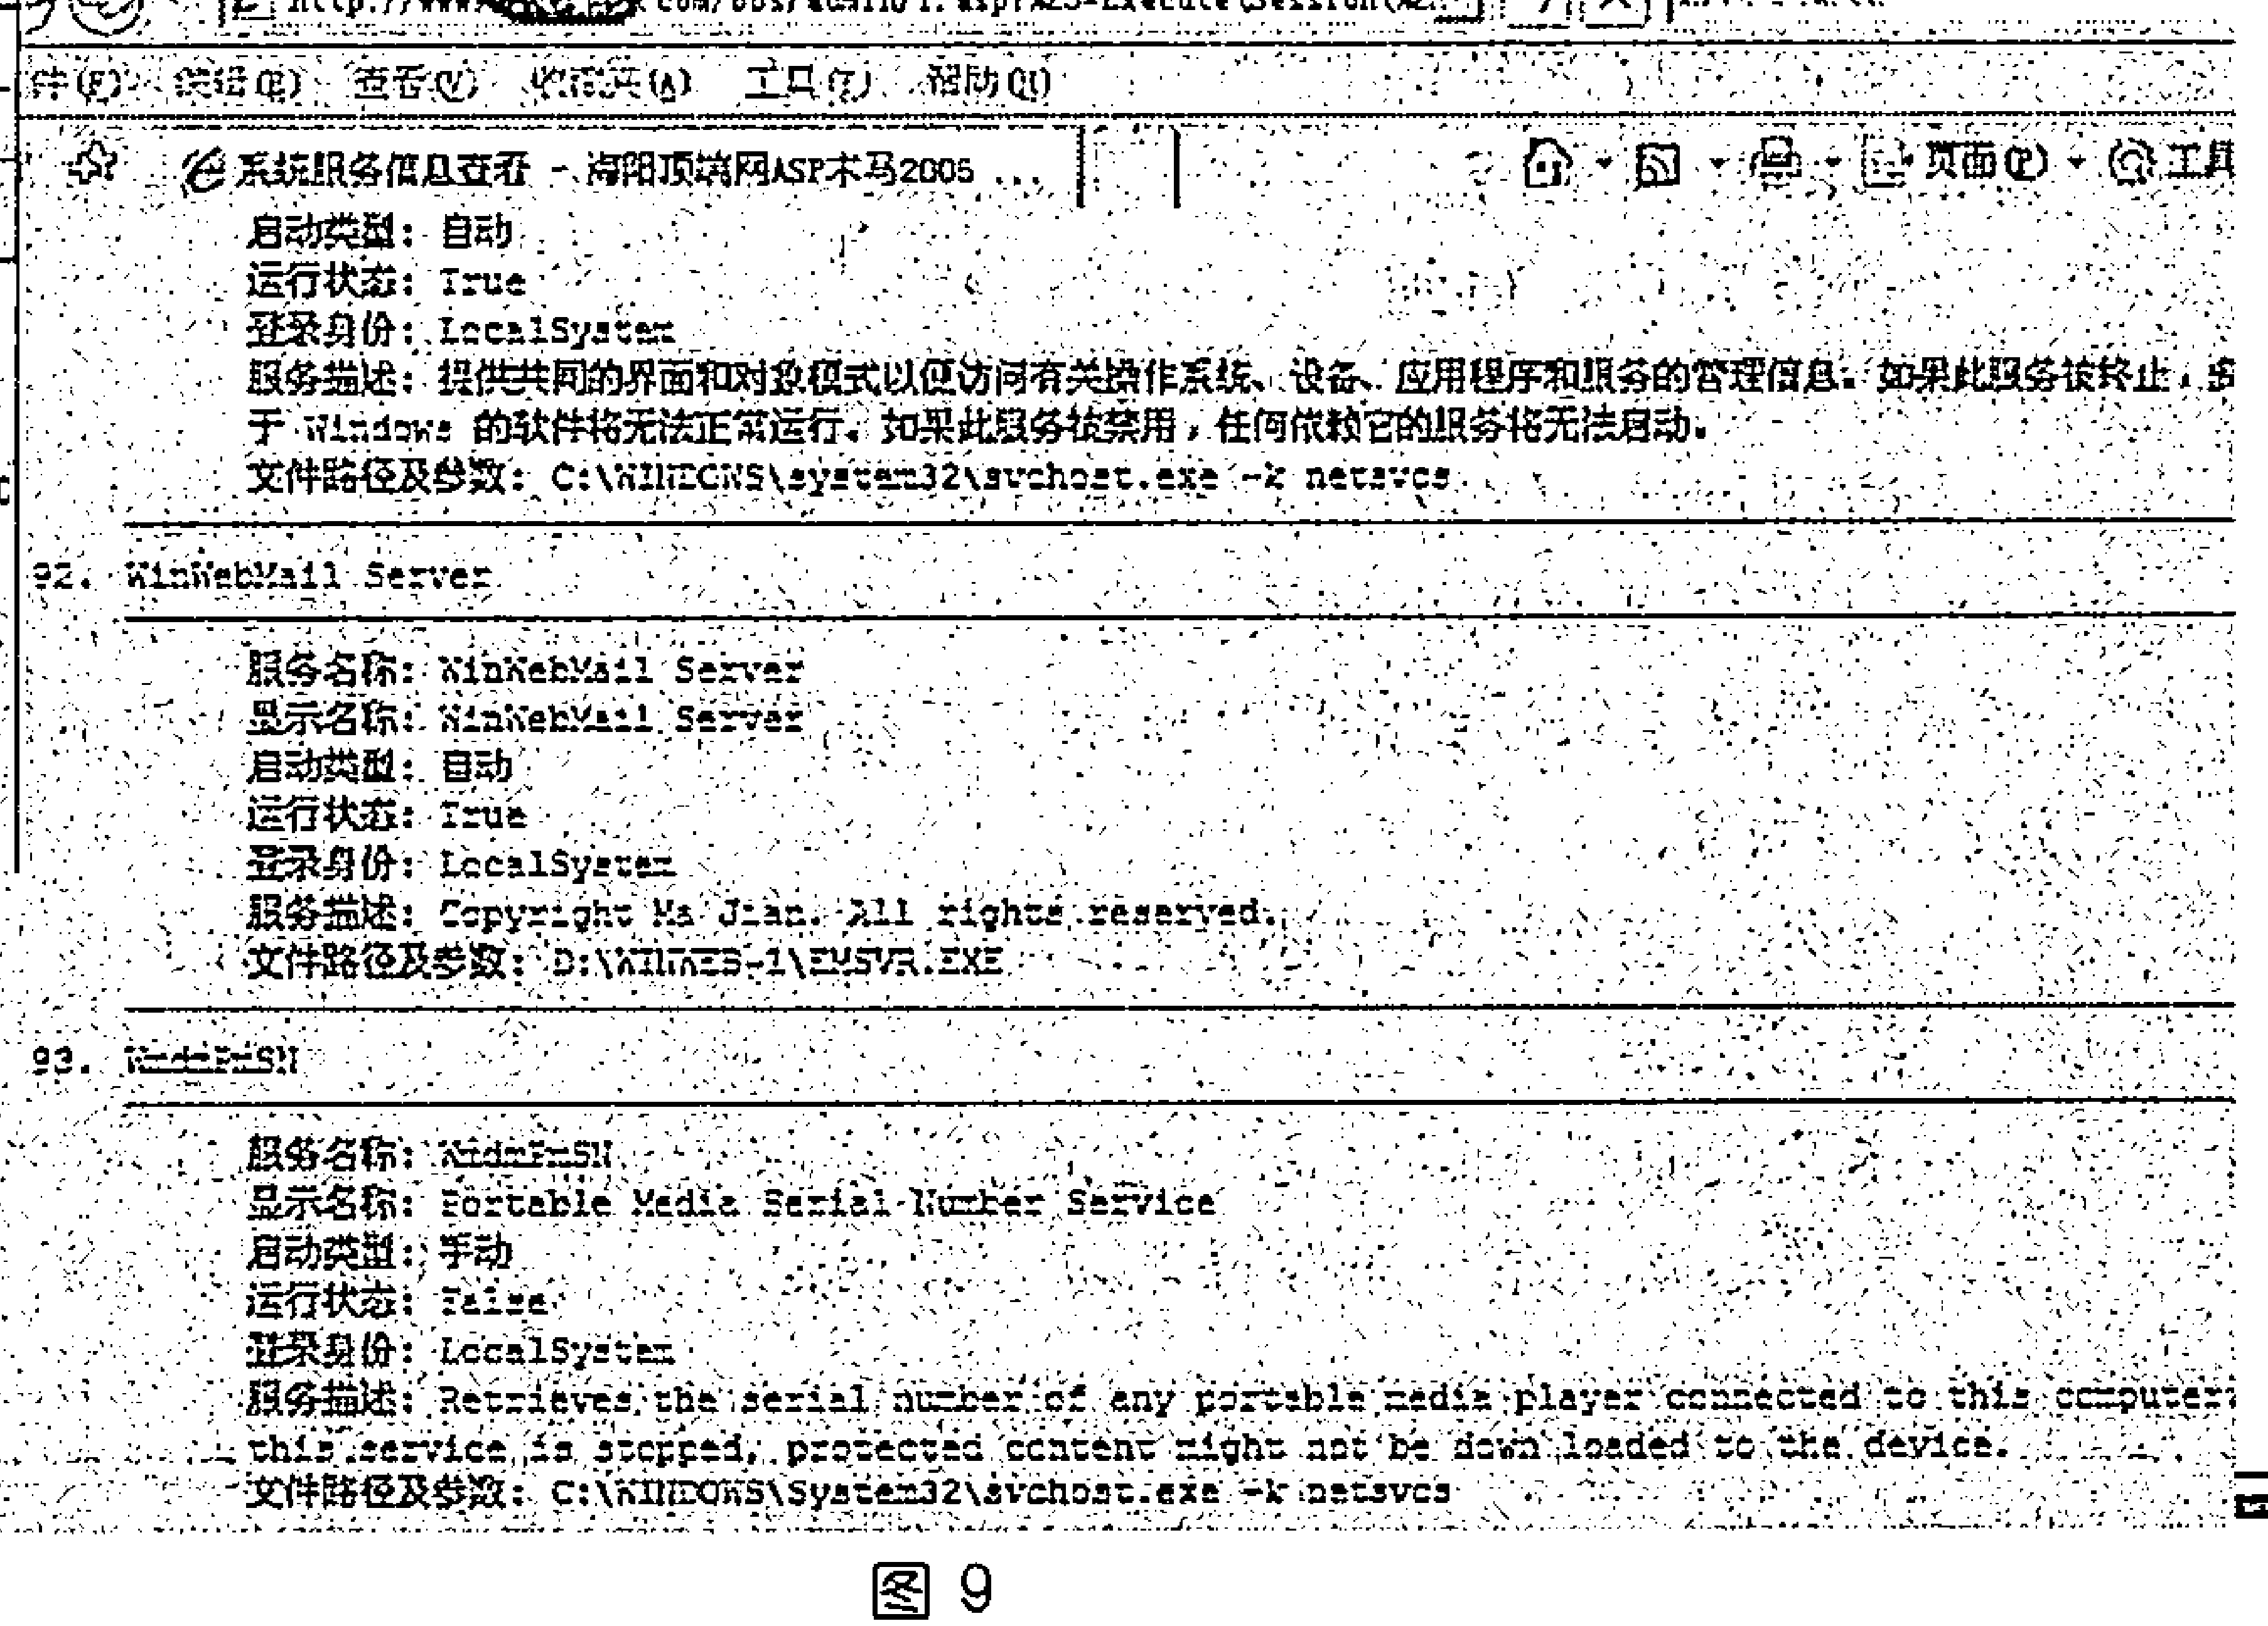 件(F) 编辑(E) 查看(V) 收藏夹(A) 工具(T) 帮助(H)
系统服务信息查看 - 海阳顶端网ASP木马2005 ... 页面(P) 工具
启动类型: 自动
运行状态: True
登录身份: LocalSystem
服务描述: 提供共同的界面和对象模式以便访问有关操作系统、设备、应用程序和服务的管理信息。如果此服务被终止，多
于 Windows 的软件将无法正常运行。如果此服务被禁用，任何依赖它的服务将无法启动。
文件路径及参数: C:\WINDOWS\system32\svchost.exe -k netsvcs
92. WinWebMail Server
服务名称: WinWebMail Server
显示名称: WinWebMail Server
启动类型: 自动
运行状态: True
登录身份: LocalSystem
服务描述: Copyright Ma Jian. All rights reserved.
文件路径及参数: D:\WINWEB~1\EMSVR.EXE
93. WmdmPmSN
服务名称: WmdmPmSN
显示名称: Portable Media Serial Number Service
启动类型: 手动
运行状态: False
登录身份: LocalSystem
服务描述: Retrieves the serial number of any portable media player connected to this computer.
this service is stopped, protected content might not be down loaded to the device.
文件路径及参数: C:\WINDOWS\System32\svchost.exe -k netsvcs
图 9